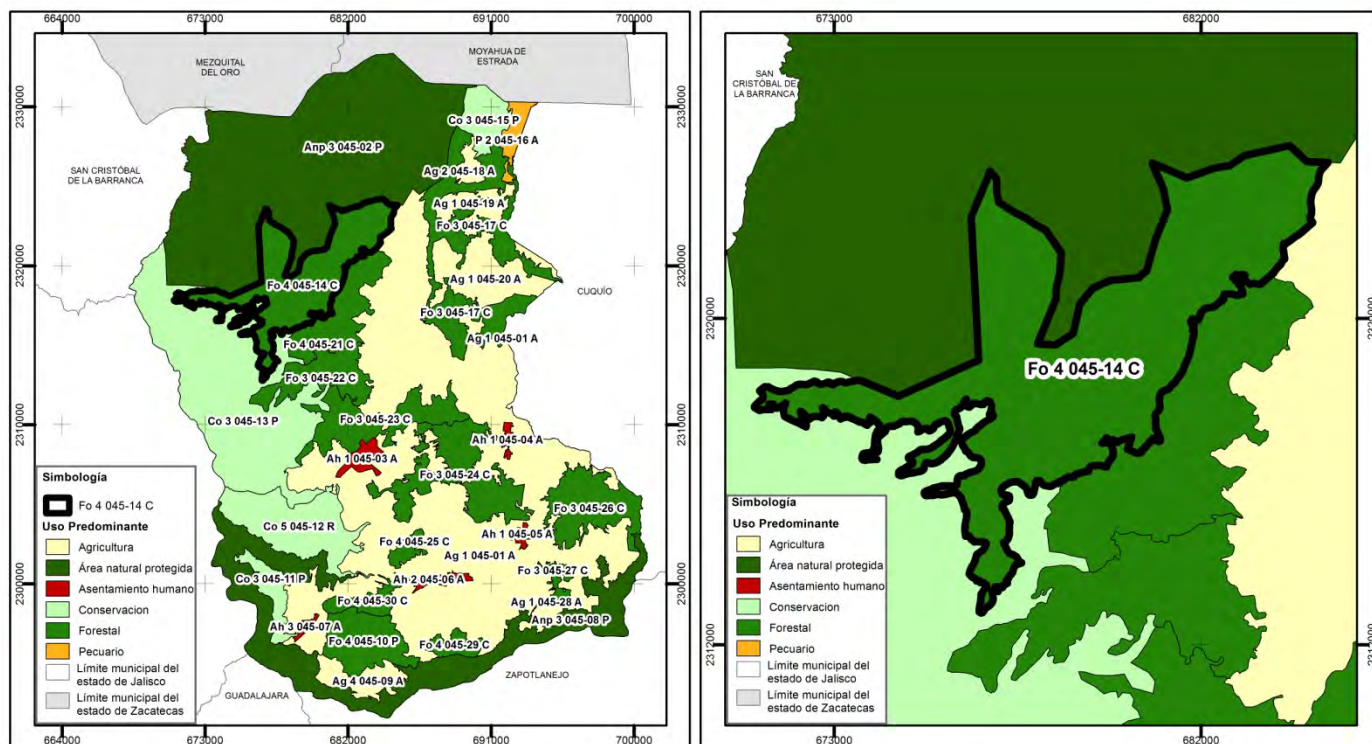 664000
673000
682000
691000
700000
MEZQUITAL
DEL ORO
MOYAHUA DE
ESTRADA
2330000
Co 3 045-15 P
P 2 045-16 A
Anp 3 045-02 P
SAN CRISTÓBAL
DE LA BARRANCA
Ag 2 045-18 A
Ag 1 045-19 A
Fo 3 045-17 C
2320000
Fo 4 045-14 C
Ag 1 045-20 A
CUQUÍO
Fo 3 045-17 C
Fo 4 045-21 C
Ag 1 045-01 A
Fo 3 045-22 C
Co 3 045-13 P
Fo 3 045-23 C
2310000
Ah 1 045-04 A
Ah 1 045-03 A
Fo 3 045-24 C
Fo 3 045-26 C
Co 5 045-12 R
Ah 1 045-05 A
Fo 4 045-25 C
Ag 1 045-01 A
Co 3 045-11 P
Ah 2 045-06 A
Fo 3 045-27 C
2300000
Fo 4 045-30 C
Ag 1 045-28 A
Anp 3 045-08 P
Ah 3 045-07 A
Fo 4 045-10 P
Fo 4 045-29 C
ZAPOTLANEJO
Ag 4 045-09 A
GUADALAJARA
Simbología
Fo 4 045-14 C
Uso Predominante
Agricultura
Área natural protegida
Asentamiento humano
Conservacion
Forestal
Pecuario
Límite municipal del
estado de Jalisco
Límite municipal del
estado de Zacatecas
664000
673000
682000
691000
700000
673000
682000
SAN
CRISTÓBAL DE
LA BARRANCA
2320000
Fo 4 045-14 C
2312000
Simbología
Uso Predominante
Agricultura
Área natural protegida
Asentamiento humano
Conservacion
Forestal
Pecuario
Límite municipal del
estado de Jalisco
Límite municipal del
estado de Zacatecas
2320000
673000
682000